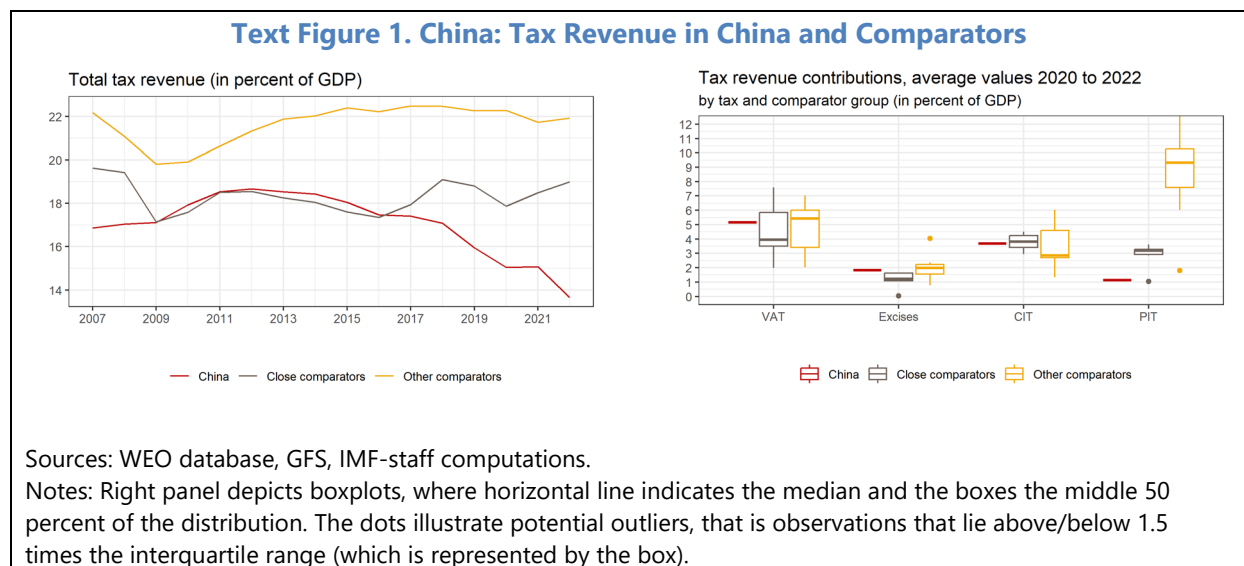 Text Figure 1. China: Tax Revenue in China and Comparators
Total tax revenue (in percent of GDP)
22
20
18
16
14
2007 2009 2011 2013 2015 2017 2019 2021
China Close comparators Other comparators
Tax revenue contributions, average values 2020 to 2022
by tax and comparator group (in percent of GDP)
12
11
10
9
8
7
6
5
4
3
2
1
0
VAT Excises CIT PIT
China Close comparators Other comparators
Sources: WEO database, GFS, IMF-staff computations.
Notes: Right panel depicts boxplots, where horizontal line indicates the median and the boxes the middle 50
percent of the distribution. The dots illustrate potential outliers, that is observations that lie above/below 1.5
times the interquartile range (which is represented by the box).